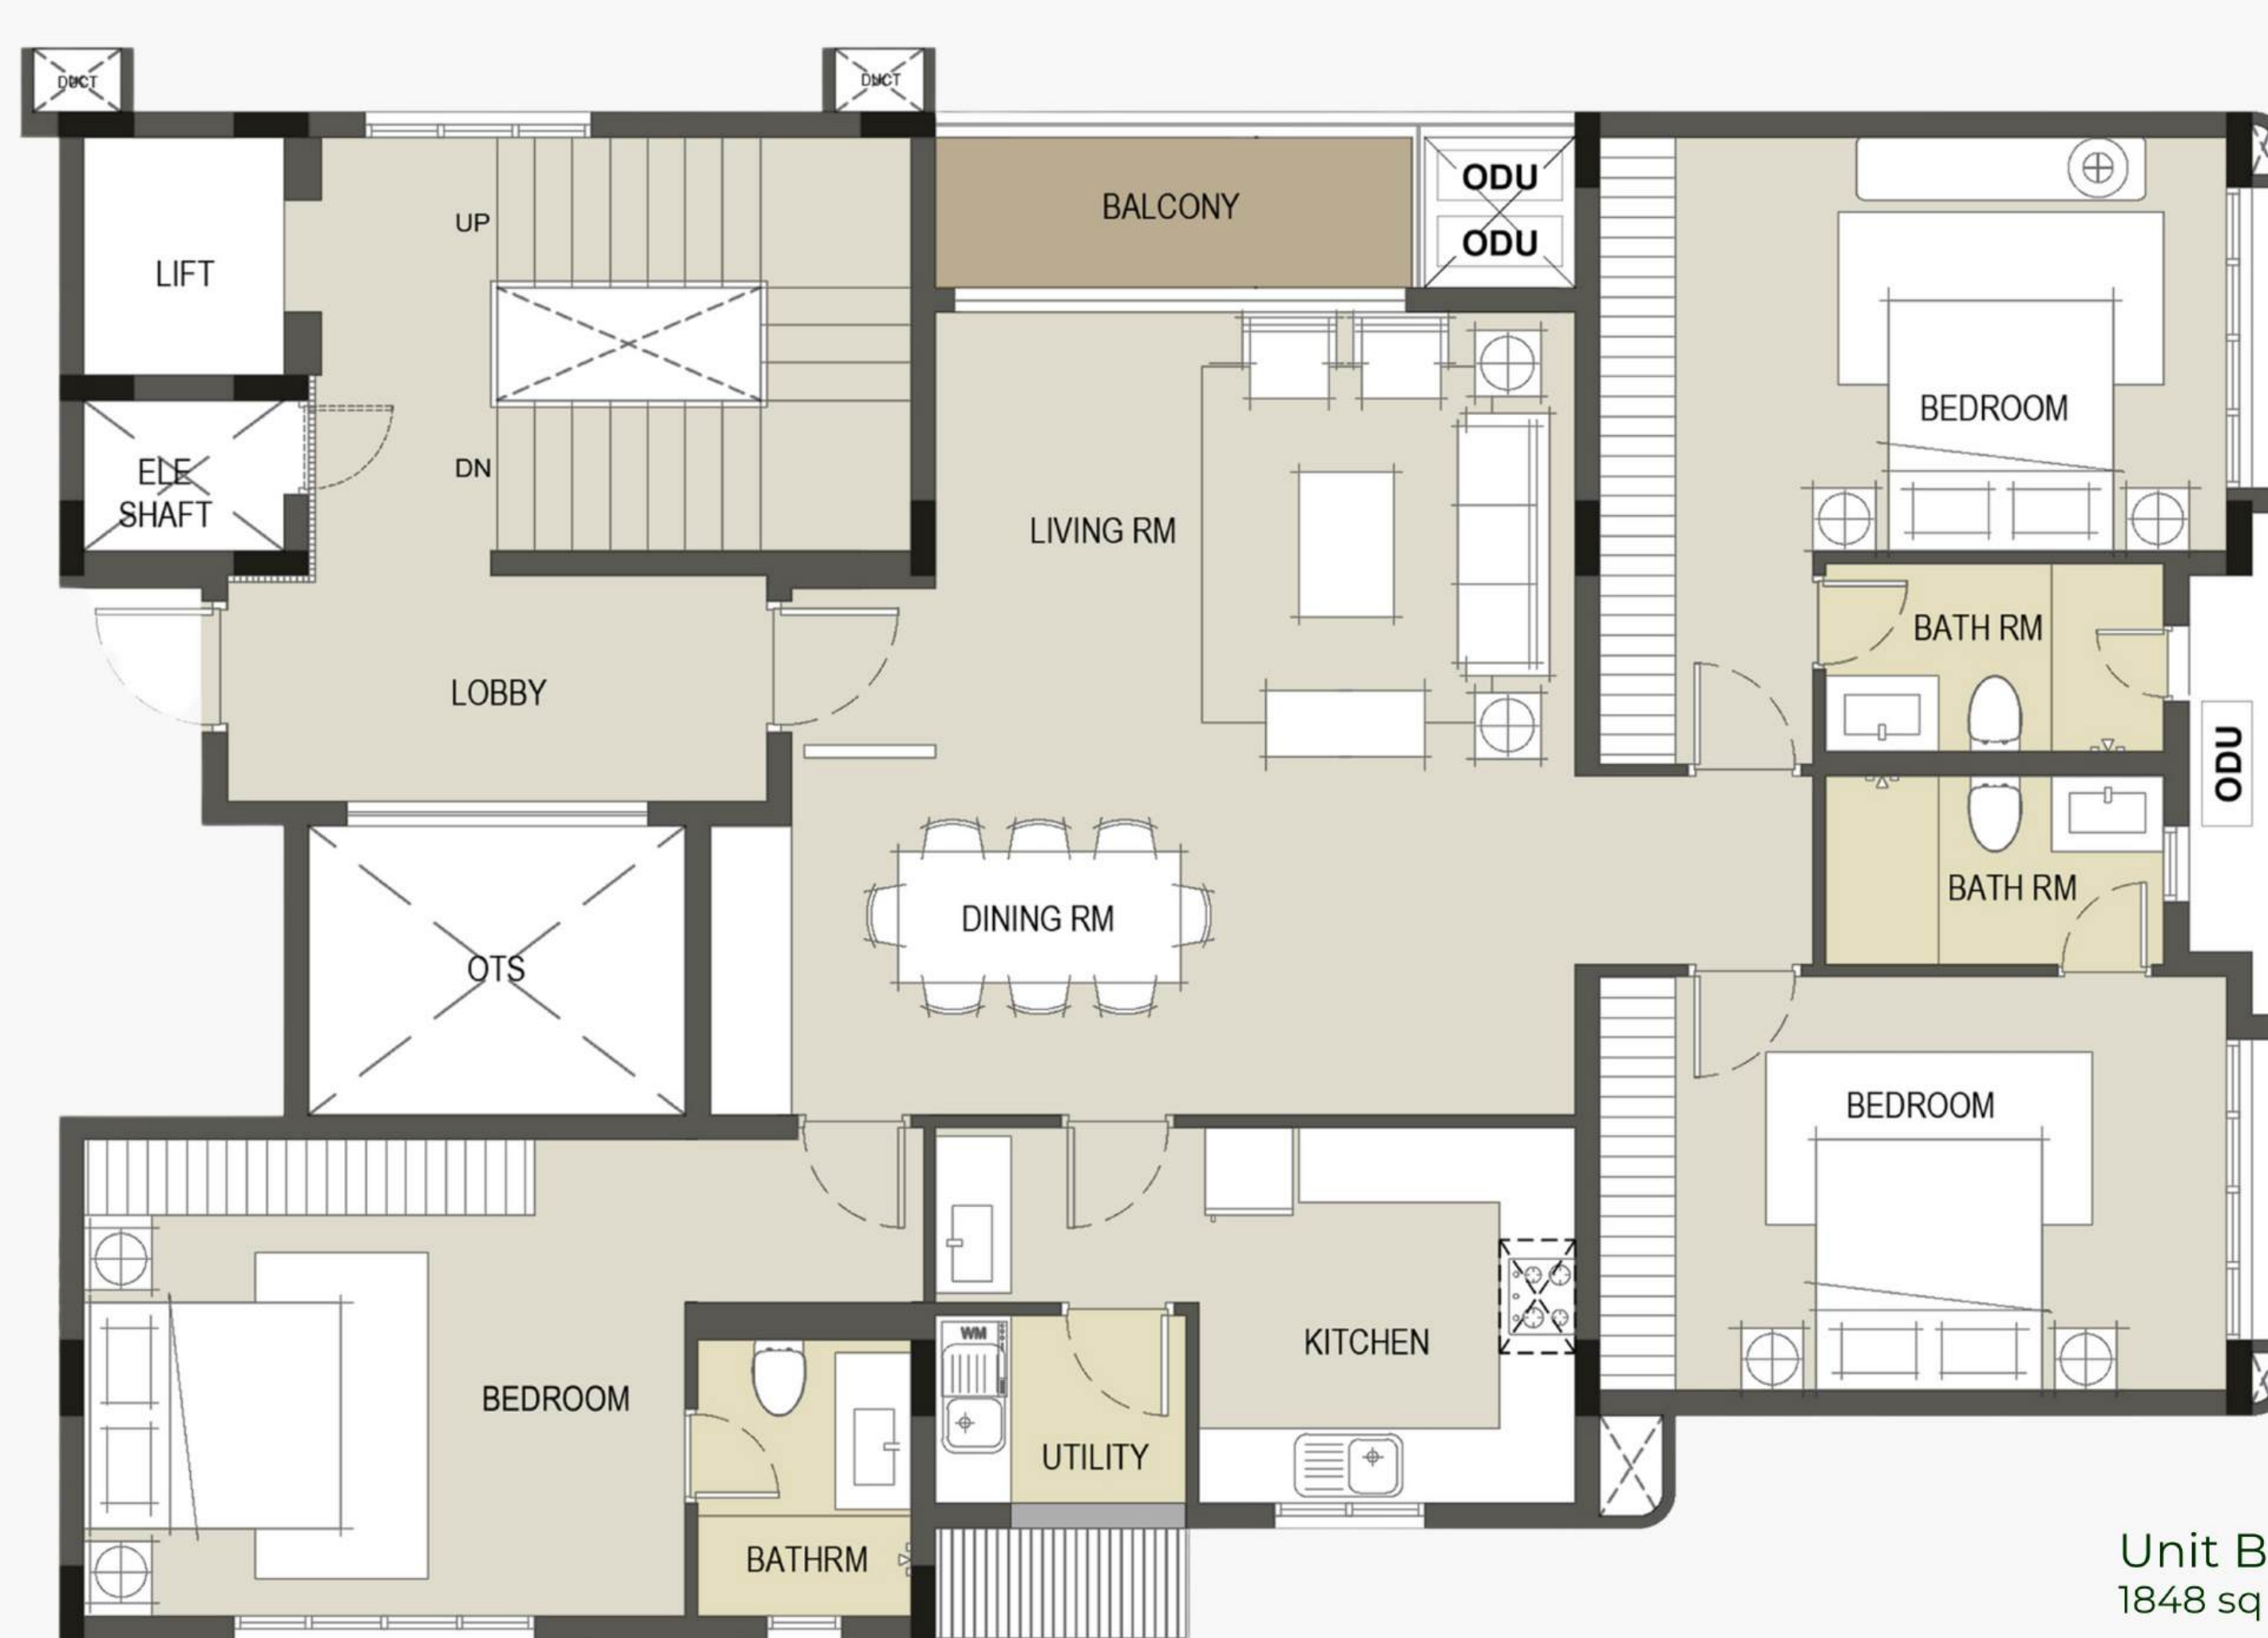 DUCT
DUCT
ODU
BALCONY
UP
ODU
LIFT
BEDROOM
DN
ELE
SHAFT
LIVING RM
BATH RM
LOBBY
ODU
BATH RM
DINING RM
OTS
BEDROOM
WM
KITCHEN
BEDROOM
UTILITY
BATHRM
Unit B
1848 sq